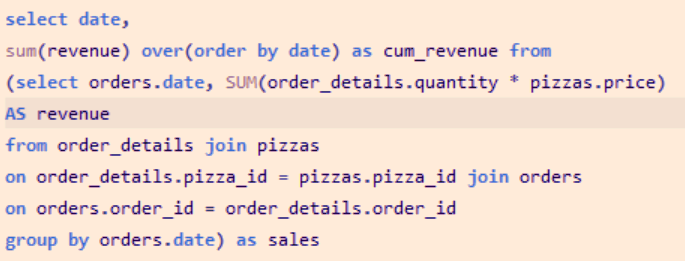 select date,
sum(revenue) over(order by date) as cum_revenue from
(select orders.date, SUM(order_details.quantity * pizzas.price)
AS revenue
from order_details join pizzas
on order_details.pizza_id = pizzas.pizza_id join orders
on orders.order_id = order_details.order_id
group by orders.date) as sales